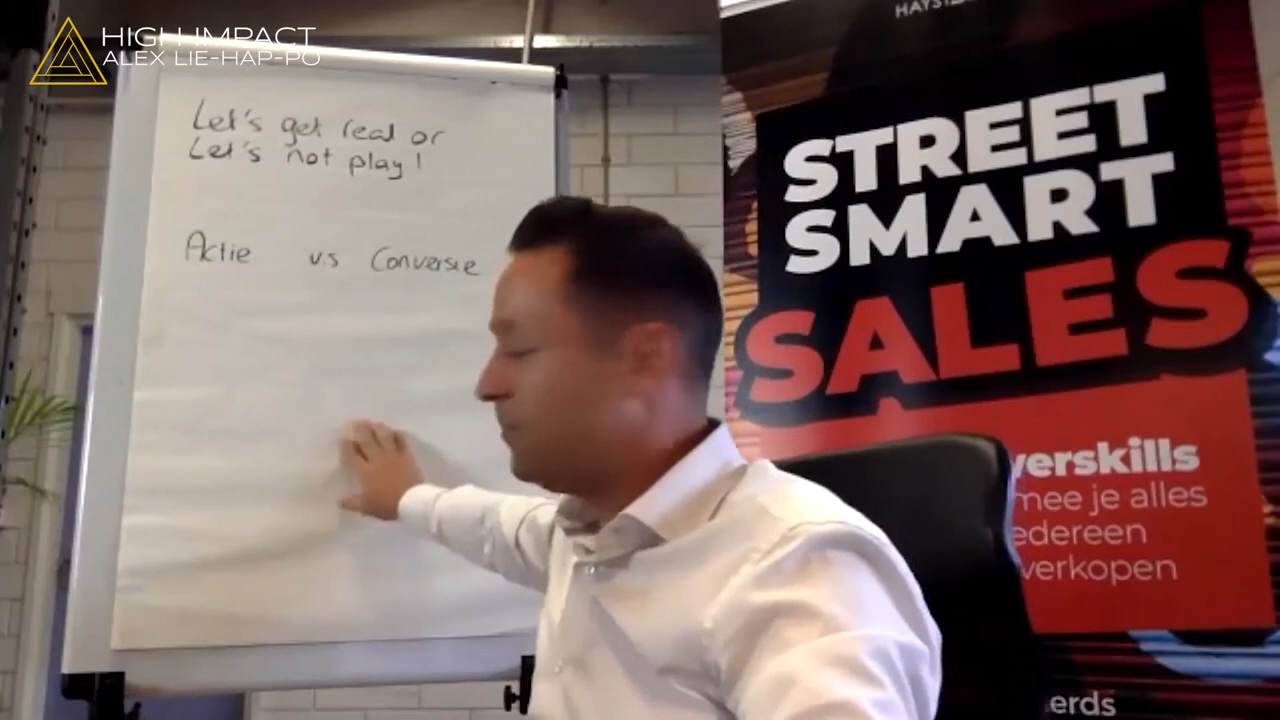 HIGH IMPACT
ALEX LIE-HAP-PO
Let's get real or
Let's not play!
Actie v.s Conversie
STREET
SMART
SALES
verskills
mee je alles
edereen
verkopen
erds